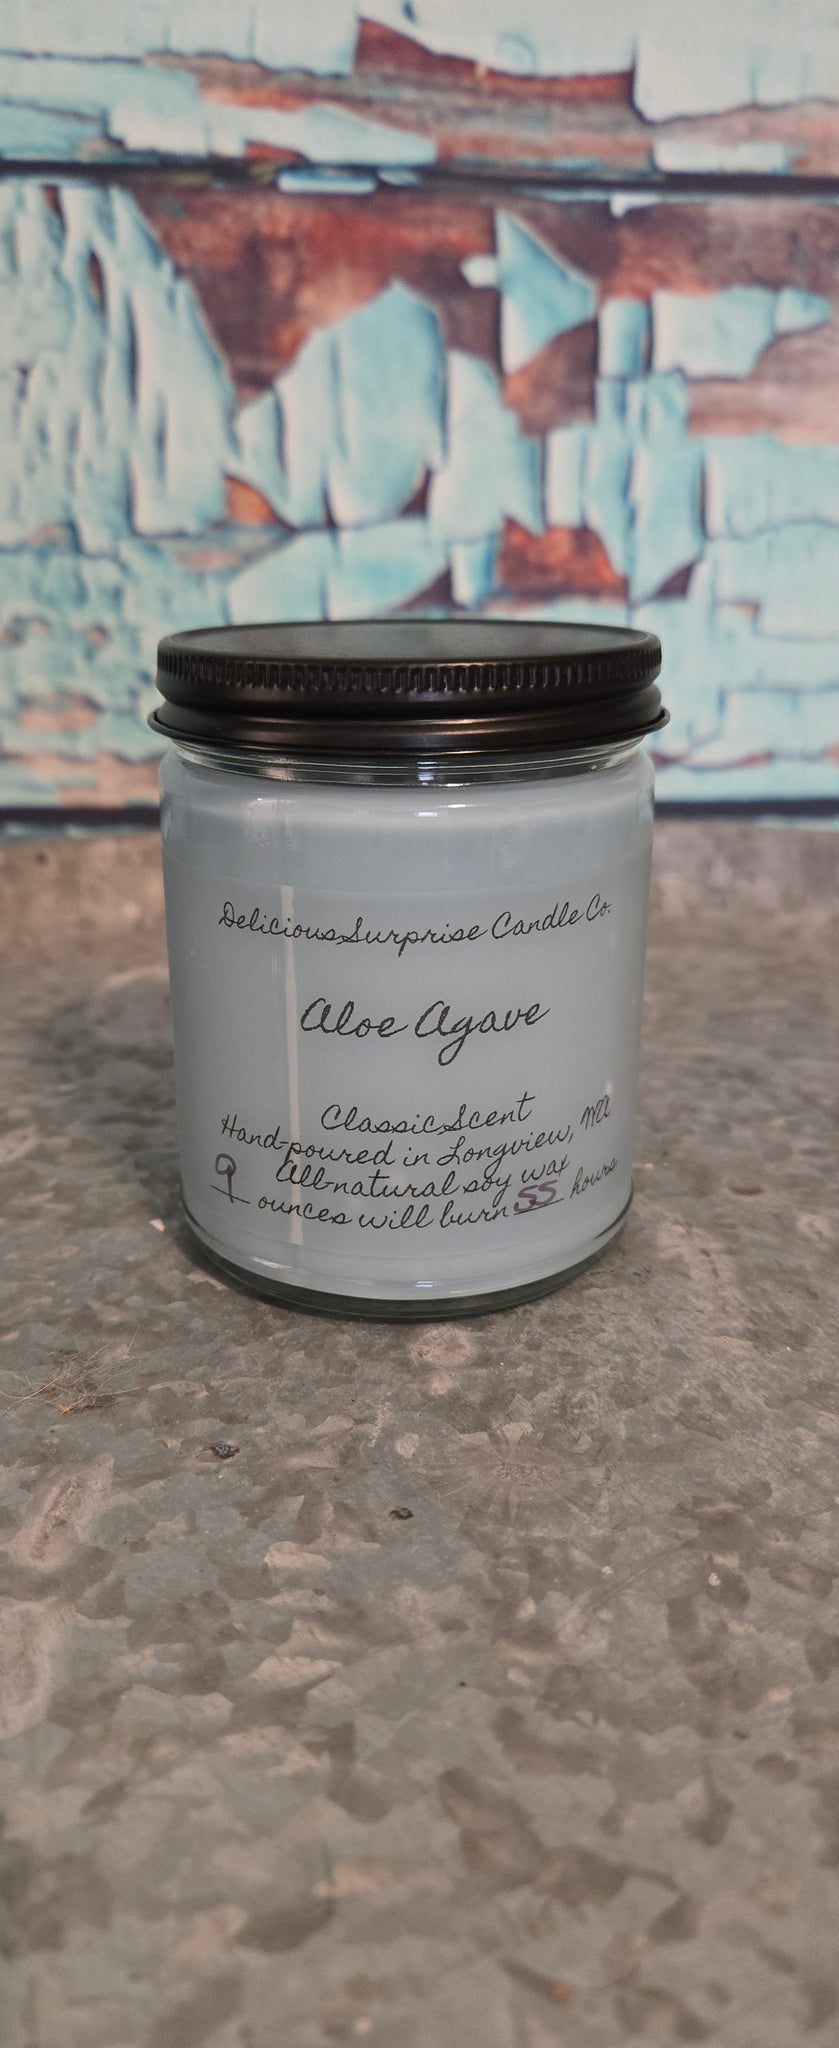 Delicious Surprise Candle Co.
Aloe Agave
Classic Scent
Hand-poured in Longview, WA
All-natural soy wax
9 ounces will burn 55 hours